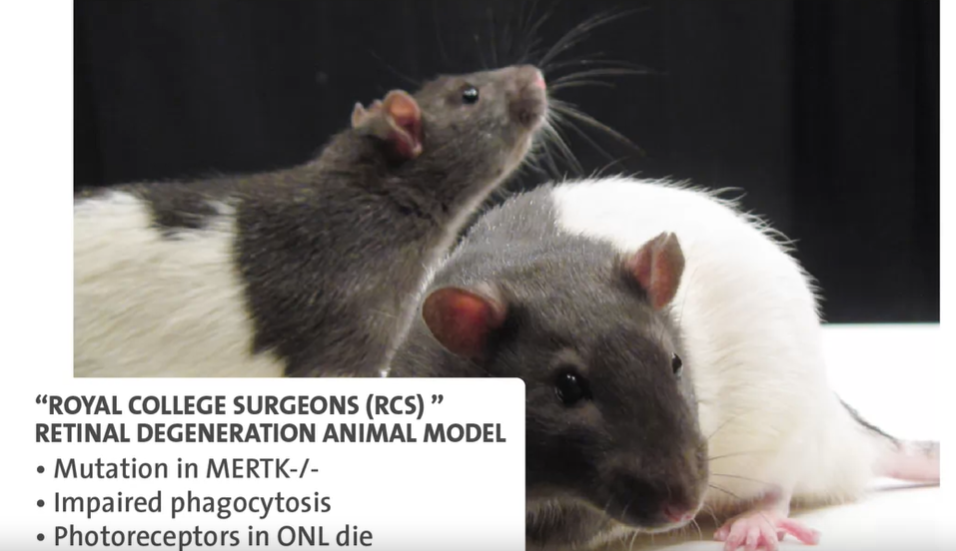 “ROYAL COLLEGE SURGEONS (RCS) ”
RETINAL DEGENERATION ANIMAL MODEL
• Mutation in MERTK-/-
• Impaired phagocytosis
• Photoreceptors in ONL die